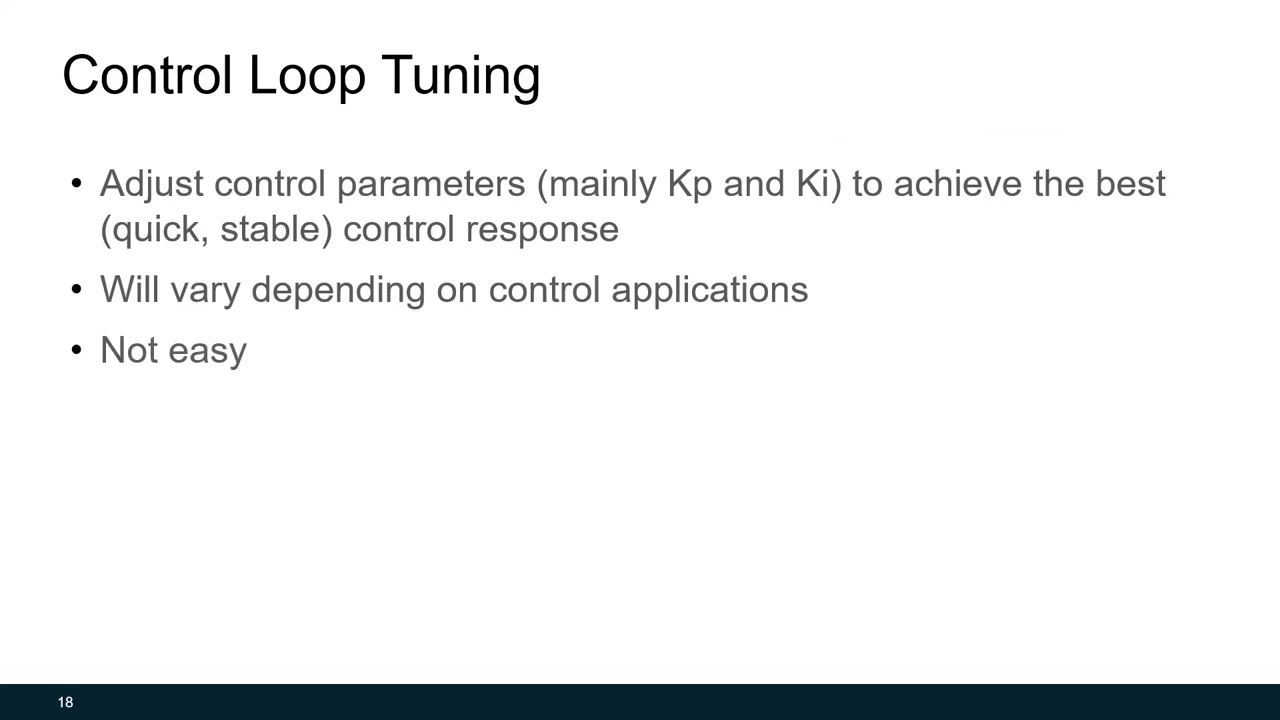 Control Loop Tuning
• Adjust control parameters (mainly Kp and Ki) to achieve the best
(quick, stable) control response
• Will vary depending on control applications
• Not easy
18